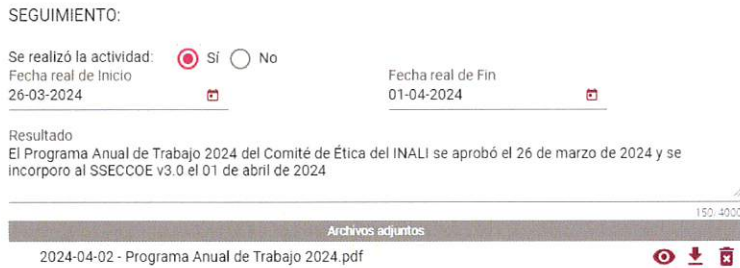 SEGUIMIENTO:
Se realizó la actividad: Sí No
Fecha real de Inicio Fecha real de Fin
26-03-2024 01-04-2024
Resultado
El Programa Anual de Trabajo 2024 del Comité de Ética del INALI se aprobó el 26 de marzo de 2024 y se
incorporo al SSECCOE v3.0 el 01 de abril de 2024
150/4000
Archivos adjuntos
2024-04-02 - Programa Anual de Trabajo 2024.pdf